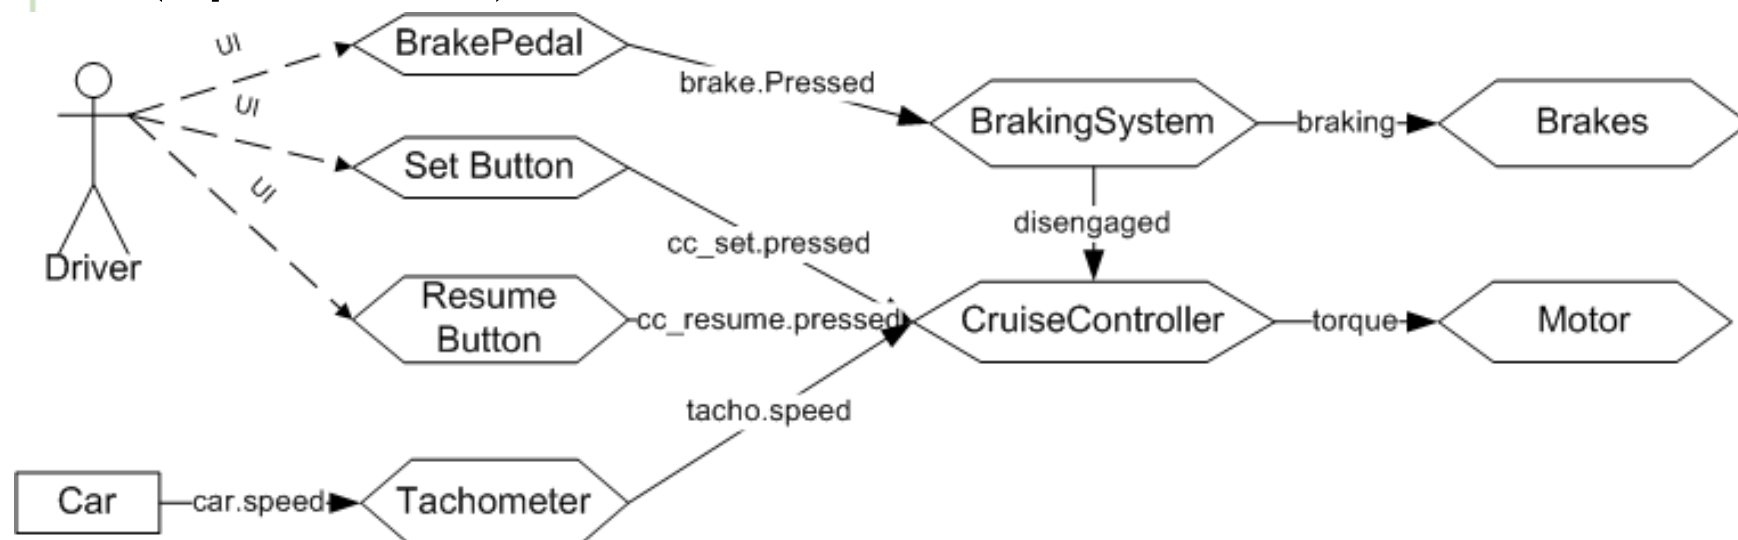 UI
BrakePedal
brake.Pressed
UI
BrakingSystem
braking
Brakes
Set Button
UI
disengaged
cc_set.pressed
Driver
Resume
Button
cc_resume.pressed
CruiseController
torque
Motor
tacho.speed
Car
car.speed
Tachometer